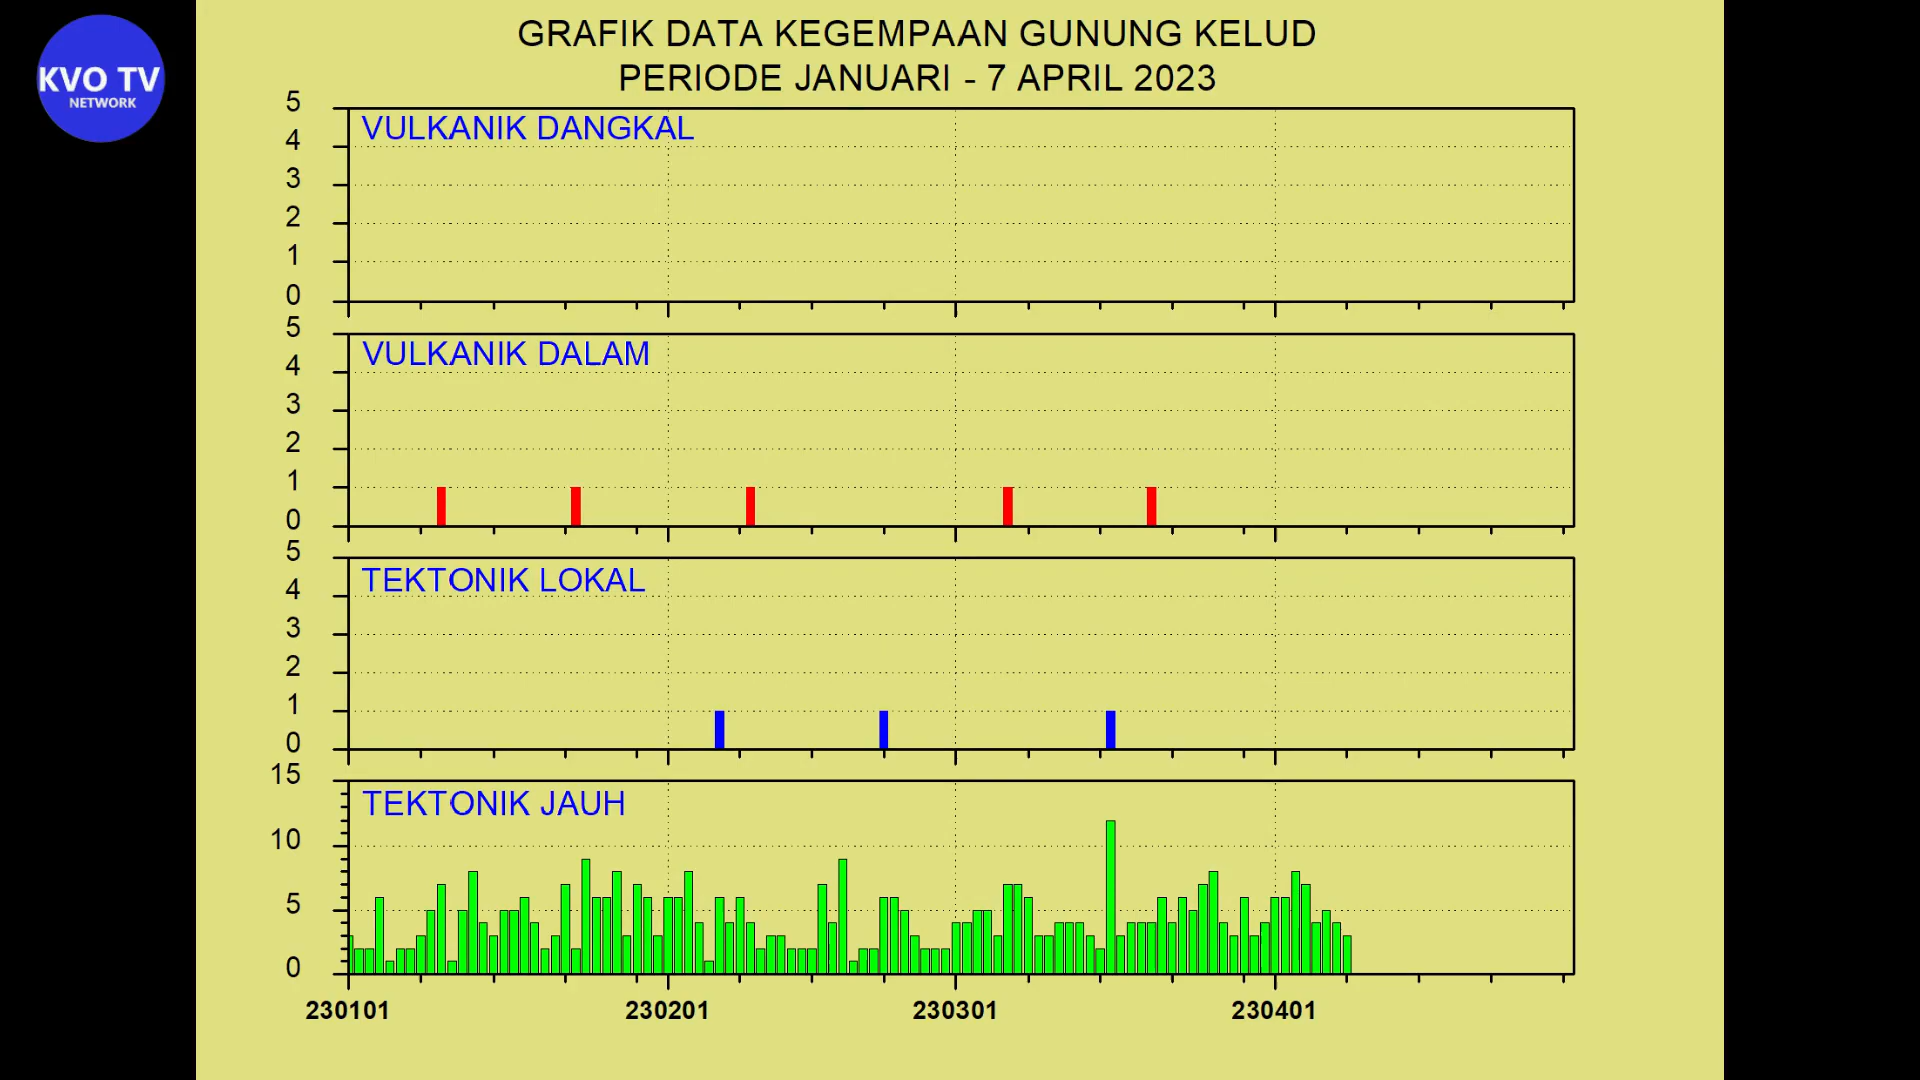 KVO TV
NETWORK
GRAFIK DATA KEGEMPAAN GUNUNG KELUD
PERIODE JANUARI - 7 APRIL 2023
5
VULKANIK DANGKAL
4
3
2
1
0
5
VULKANIK DALAM
4
3
2
1
0
5
TEKTONIK LOKAL
4
3
2
1
0
15
TEKTONIK JAUH
10
5
0
230101 230201 230301 230401